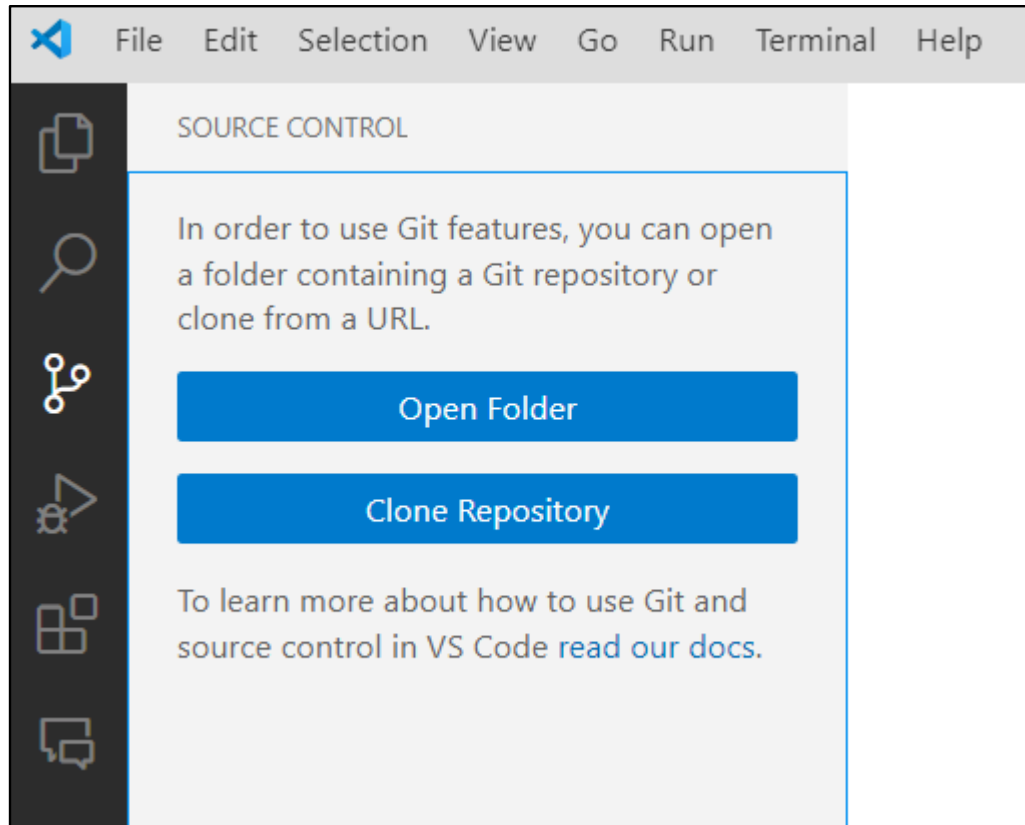 File Edit Selection View Go Run Terminal Help
SOURCE CONTROL
In order to use Git features, you can open
a folder containing a Git repository or
clone from a URL.
Open Folder
Clone Repository
To learn more about how to use Git and
source control in VS Code read our docs.